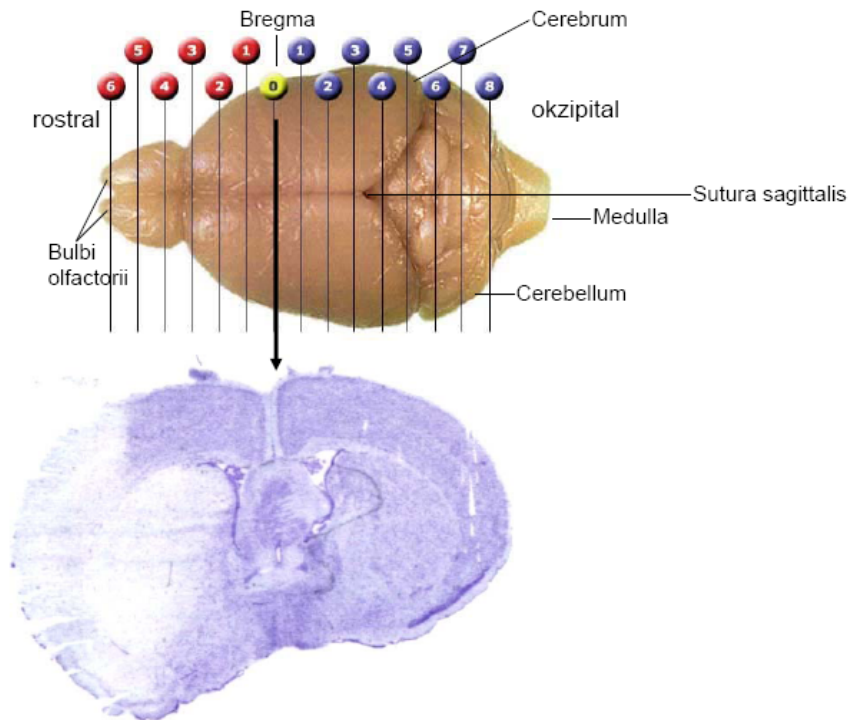 Bregma
Cerebrum
5 3 1 1 3 5 7
6 4 2 0 2 4 6 8
rostral
okzipital
Sutura sagittalis
Medulla
Bulbi
olfactorii
Cerebellum